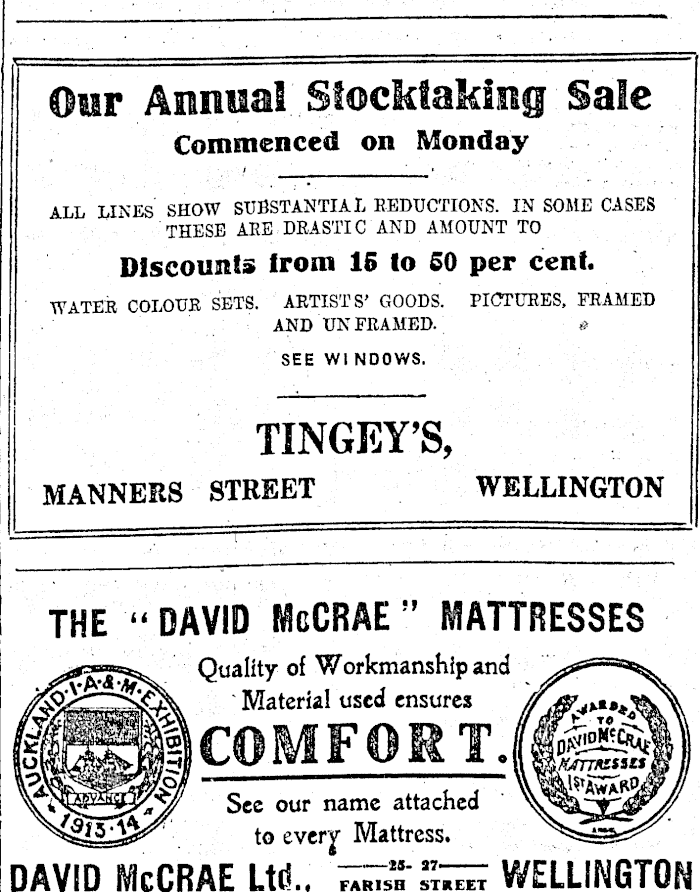 Our Annual Stocktaking Sale
Commenced on Monday
ALL LINES SHOW SUBSTANTIAL REDUCTIONS. IN SOME CASES
THESE ARE DRASTIC AND AMOUNT TO
Discounts from 15 to 50 per cent.
WATER COLOUR SETS. ARTISTS' GOODS. PICTURES, FRAMED
AND UNFRAMED.
SEE WINDOWS.
TINGEY'S,
MANNERS STREET WELLINGTON
THE "DAVID McCRAE" MATTRESSES
AUCKLAND·I·A·&·M·EXHIBITION
ADVANCE
1913-14
Quality of Workmanship and
Material used ensures
COMFORT.
See our name attached
to every Mattress.
AWARDED
TO
DAVID McCRAE
MATTRESSES
1ST AWARD
DAVID McCRAE Ltd., 25-27 FARISH STREET WELLINGTON